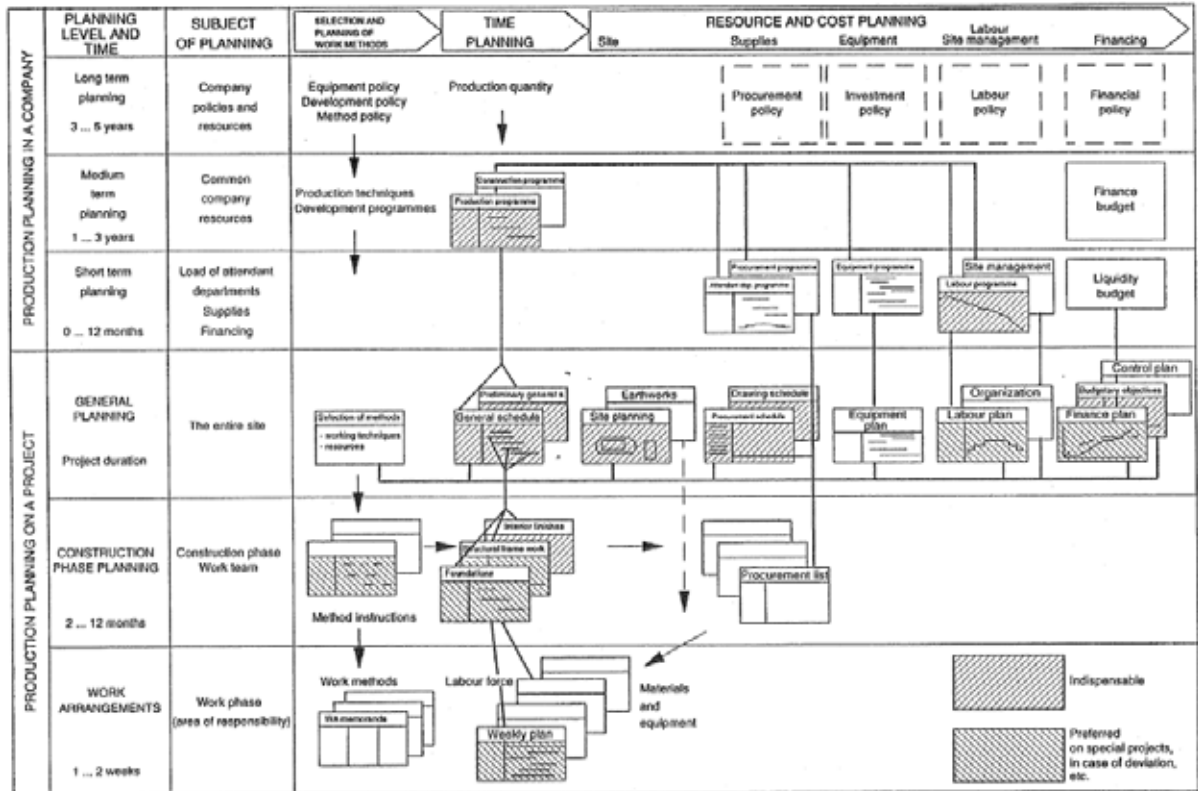 PLANNING
LEVEL AND
TIME
SUBJECT
OF PLANNING
SELECTION AND
PLANNING OF
WORK METHODS
TIME
PLANNING
RESOURCE AND COST PLANNING
Site
Supplies
Equipment
Labour
Site management
Financing
PRODUCTION PLANNING IN A COMPANY
Long term
planning
3 ... 5 years
Company
policies and
resources
Equipment policy
Development policy
Method policy
Production quantity
Procurement
policy
Investment
policy
Labour
policy
Financial
policy
Medium
term
planning
1 ... 3 years
Common
company
resources
Production techniques
Development programmes
Construction programme
Production programme
Finance
budget
Short term
planning
0 ... 12 months
Load of attendant
departments
Supplies
Financing
Procurement programme
Attendant dep. programme
Equipment programme
Site management
Labour programme
Liquidity
budget
PRODUCTION PLANNING ON A PROJECT
GENERAL
PLANNING
Project duration
The entire site
Selection of methods
- working techniques
- resources
Preliminary general s
General schedule
Earthworks
Site planning
Drawing schedule
Procurement schedule
Equipment
plan
Organization
Labour plan
Control plan
Budgetary objectives
Finance plan
CONSTRUCTION
PHASE PLANNING
2 ... 12 months
Construction phase
Work team
Method instructions
Interior finishes
Structural frame work
Foundations
Procurement list
WORK
ARRANGEMENTS
1 ... 2 weeks
Work phase
(area of responsibility)
Work methods
memoranda
Labour force
Weekly plan
Materials
and
equipment
Indispensable
Preferred
on special projects,
in case of deviation,
etc.